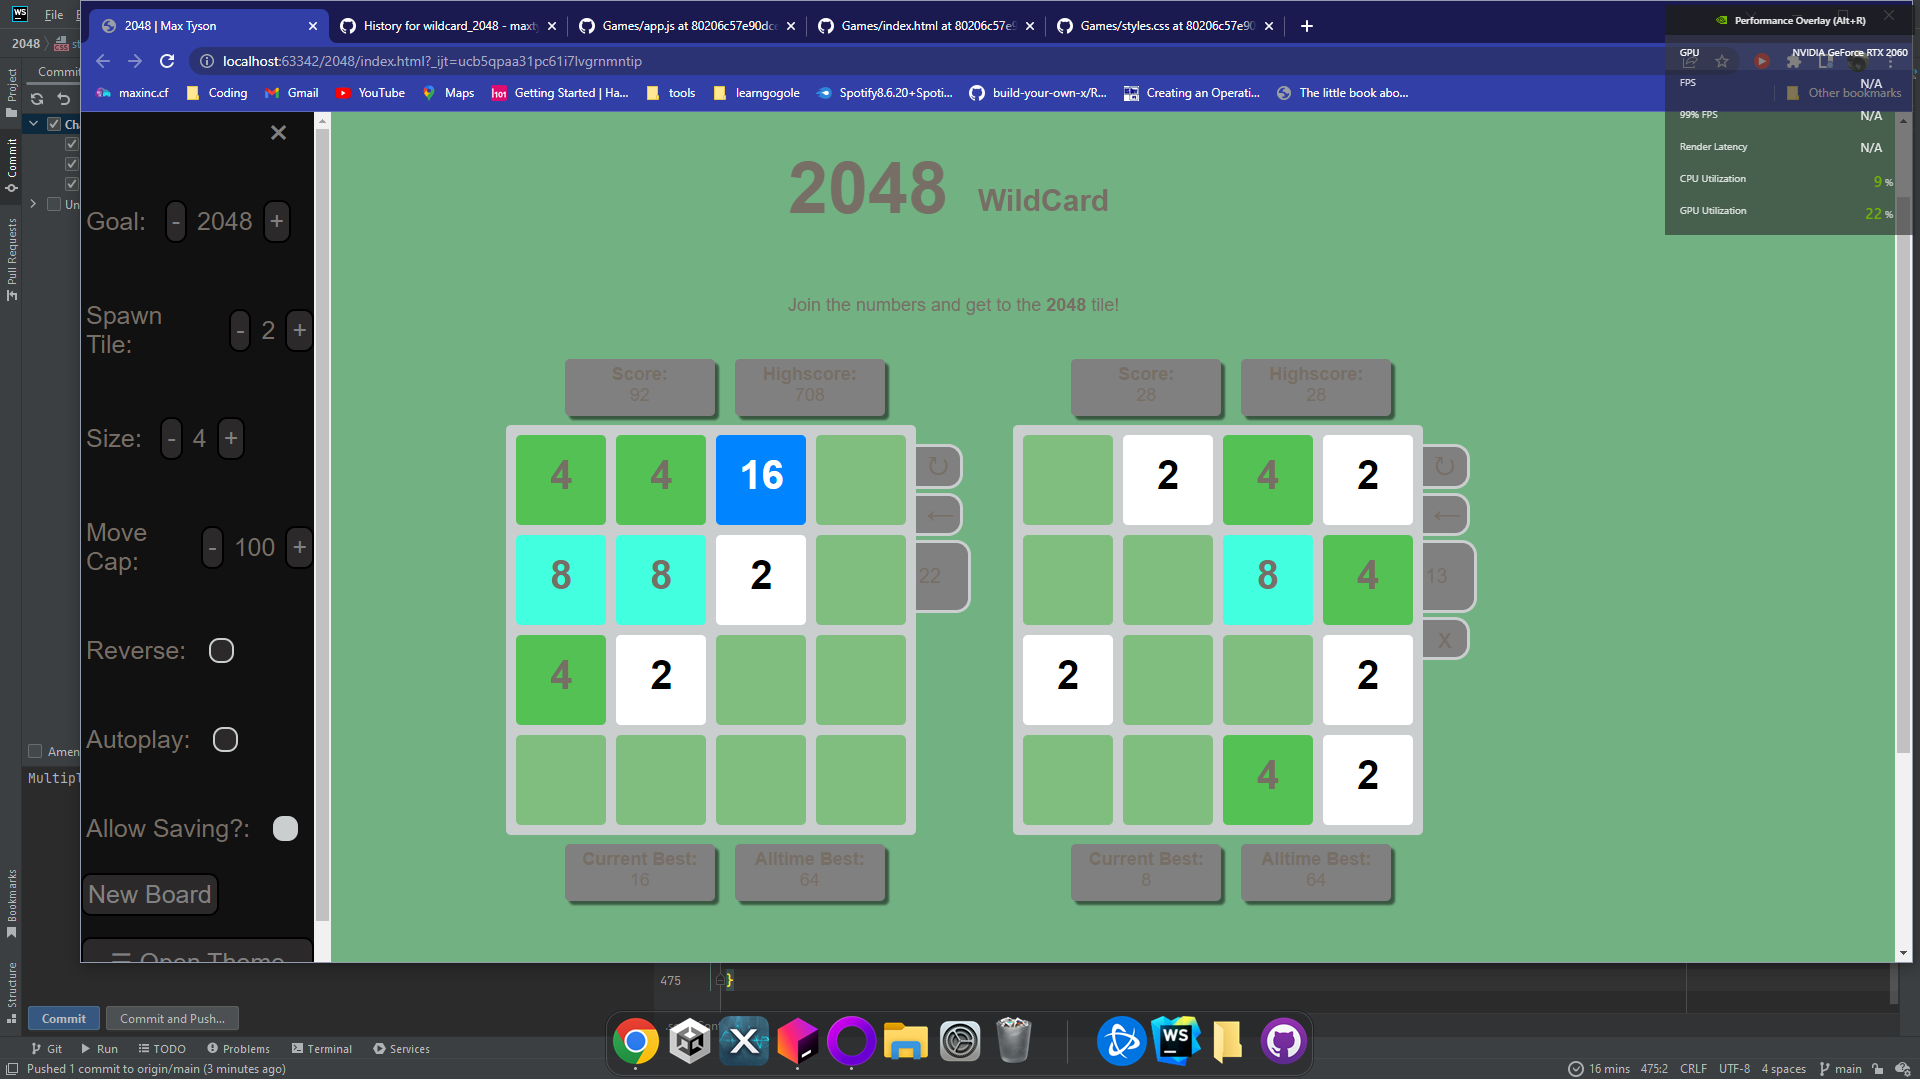 File
2048 | Max Tyson
History for wildcard_2048 - maxty
Games/app.js at 80206c57e90dce
Games/index.html at 80206c57e9
Games/styles.css at 80206c57e90
Performance Overlay (Alt+R)
2048
localhost:63342/2048/index.html?_ijt=ucb5qpaa31pc61i7lvgrnmntip
GPU NVIDIA GeForce RTX 2060
FPS N/A
99% FPS N/A
Render Latency N/A
CPU Utilization 9 %
GPU Utilization 22 %
maxinc.cf
Coding
Gmail
YouTube
Maps
Getting Started | Ha...
tools
learngogole
Spotify8.6.20+Spoti...
build-your-own-x/R...
Creating an Operati...
The little book abo...
Other bookmarks
Project
Commit
Pull Requests
Bookmarks
Structure
Commit
Ch
Un
Amen
Multipl
Goal: - 2048 +
Spawn Tile: - 2 +
Size: - 4 +
Move Cap: - 100 +
Reverse:
Autoplay:
Allow Saving?:
New Board
☰ Open Theme
2048 WildCard
Join the numbers and get to the 2048 tile!
Score:
92
Highscore:
708
4 4 16
8 8 2
4 2
↻
←
22
Current Best:
16
Alltime Best:
64
Score:
28
Highscore:
28
2 4 2
8 4
2 2
4 2
↻
←
13
X
Current Best:
8
Alltime Best:
64
475 }
Commit
Commit and Push...
WS
Git
Run
TODO
Problems
Terminal
Services
Pushed 1 commit to origin/main (3 minutes ago)
16 mins 475:2 CRLF UTF-8 4 spaces main